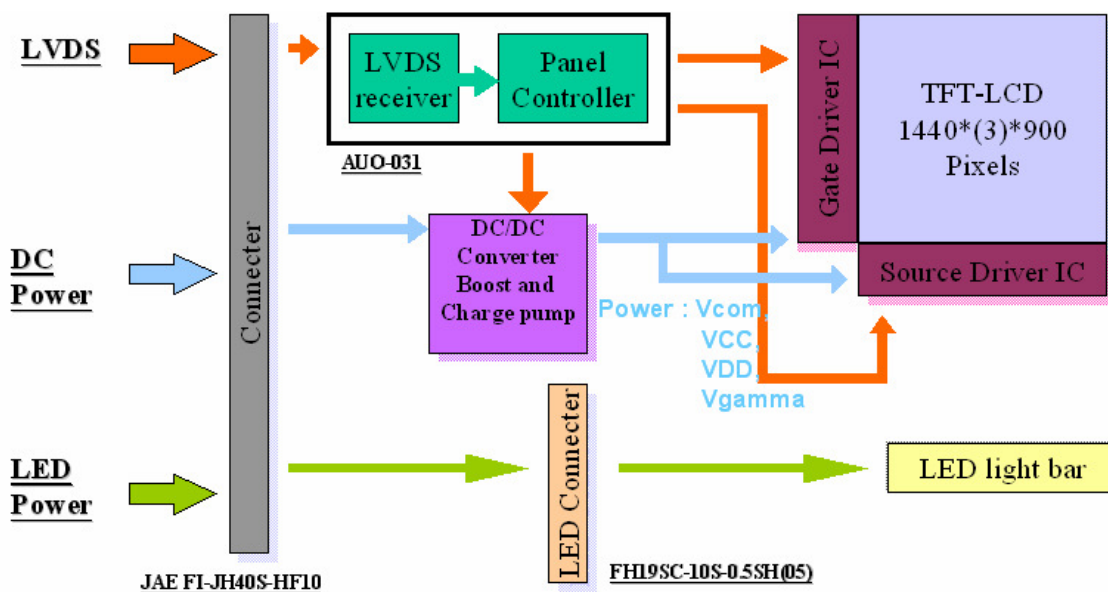 LVDS
DC
Power
LED
Power
Connecter
JAE FI-JH40S-HF10
LVDS
receiver
Panel
Controller
AUO-031
DC/DC
Converter
Boost and
Charge pump
Power : Vcom,
VCC,
VDD,
Vgamma
Gate Driver IC
TFT-LCD
1440*(3)*900
Pixels
Source Driver IC
LED Connecter
FH19SC-10S-0.5SH(05)
LED light bar